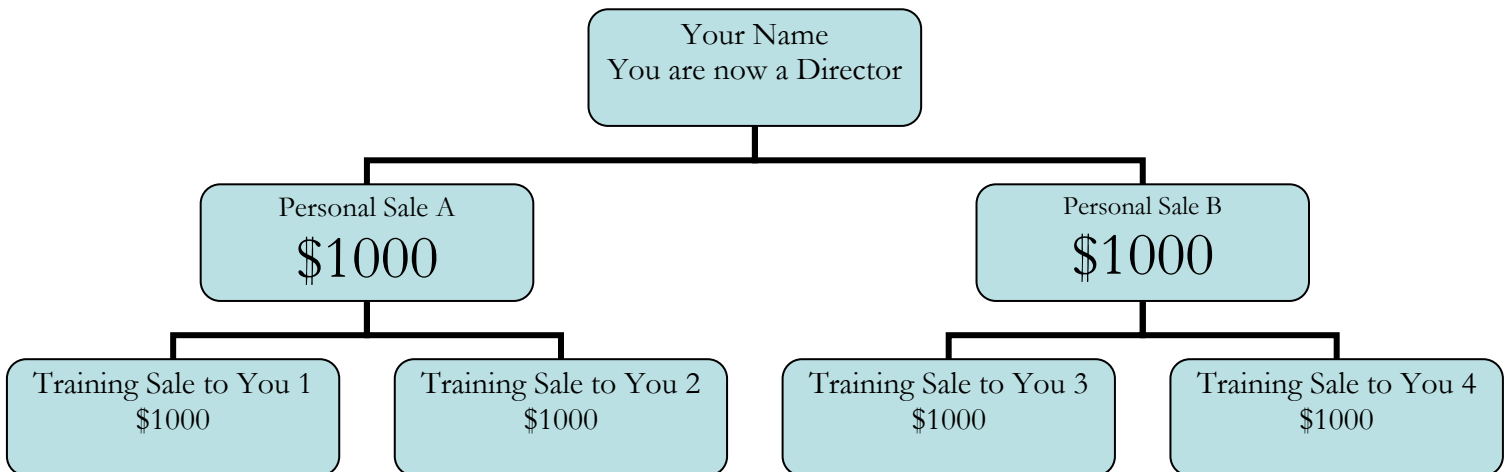 Your Name
You are now a Director
Personal Sale A
$1000
Personal Sale B
$1000
Training Sale to You 1
$1000
Training Sale to You 2
$1000
Training Sale to You 3
$1000
Training Sale to You 4
$1000